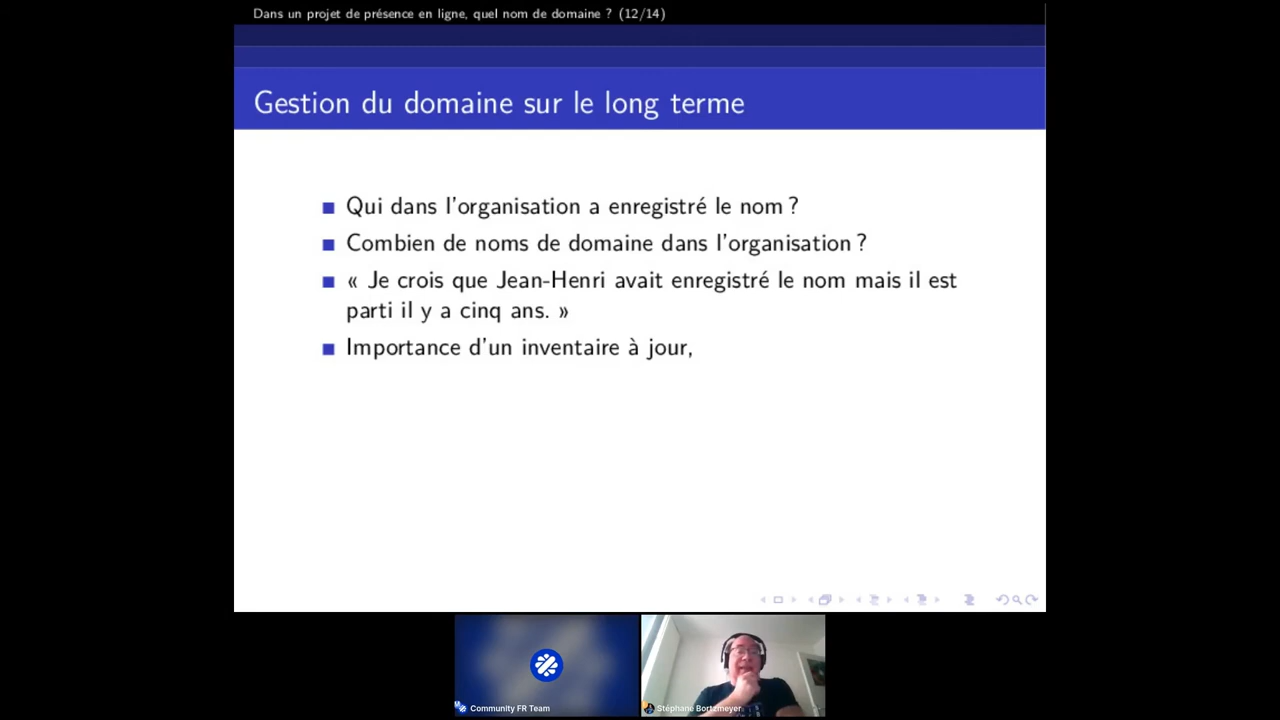 Dans un projet de présence en ligne, quel nom de domaine ? (12/14)
Gestion du domaine sur le long terme
Qui dans l'organisation a enregistré le nom ?
Combien de noms de domaine dans l'organisation ?
« Je crois que Jean-Henri avait enregistré le nom mais il est
parti il y a cinq ans. »
Importance d'un inventaire à jour,
Community FR Team
Stéphane Bortzmeyer